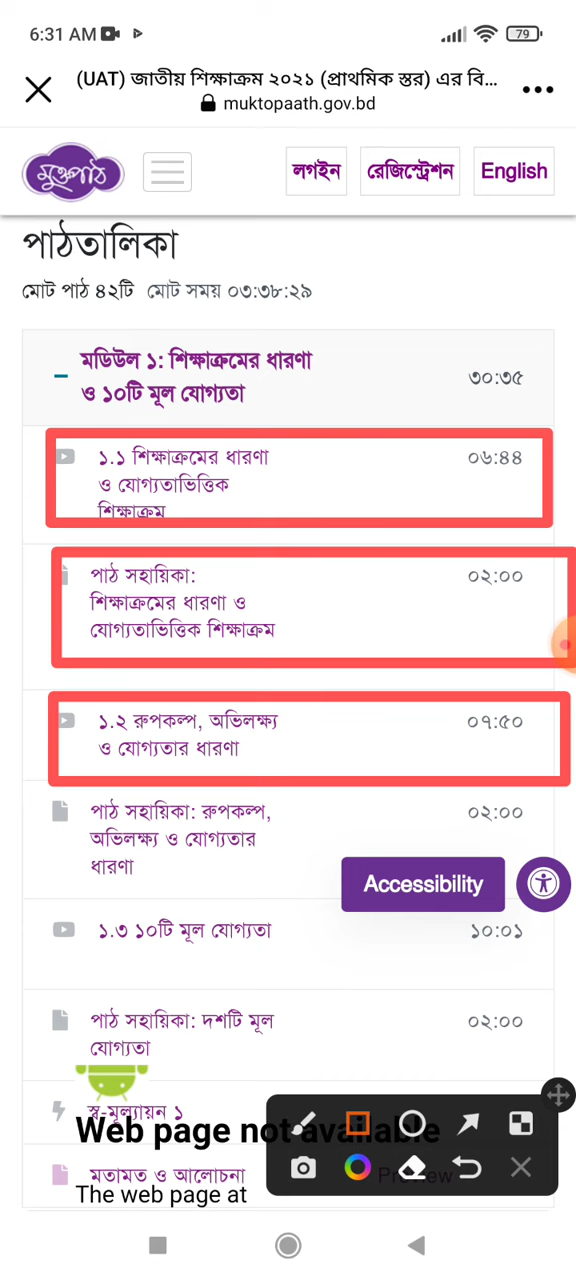 6:31 AM
79
(UAT) জাতীয় শিক্ষাক্রম ২০২১ (প্রাথমিক স্তর) এর বি...
muktopaath.gov.bd
মুক্তপাঠ
লগইন
রেজিস্ট্রেশন
English
পাঠতালিকা
মোট পাঠ ৪২টি মোট সময় ০৩:৩৮:২৯
মডিউল ১: শিক্ষাক্রমের ধারণা
ও ১০টি মূল যোগ্যতা
৩০:৩৫
১.১ শিক্ষাক্রমের ধারণা
ও যোগ্যতাভিত্তিক
শিক্ষাক্রম
০৬:৪৪
পাঠ সহায়িকা:
শিক্ষাক্রমের ধারণা ও
যোগ্যতাভিত্তিক শিক্ষাক্রম
০২:০০
১.২ রুপকল্প, অভিলক্ষ্য
ও যোগ্যতার ধারণা
০৭:৫০
পাঠ সহায়িকা: রুপকল্প,
অভিলক্ষ্য ও যোগ্যতার
ধারণা
০২:০০
Accessibility
১.৩ ১০টি মূল যোগ্যতা
১০:০১
পাঠ সহায়িকা: দশটি মূল
যোগ্যতা
০২:০০
স্ব-মূল্যায়ন ১
Web page not available
মতামত ও আলোচনা
Preview
The web page at